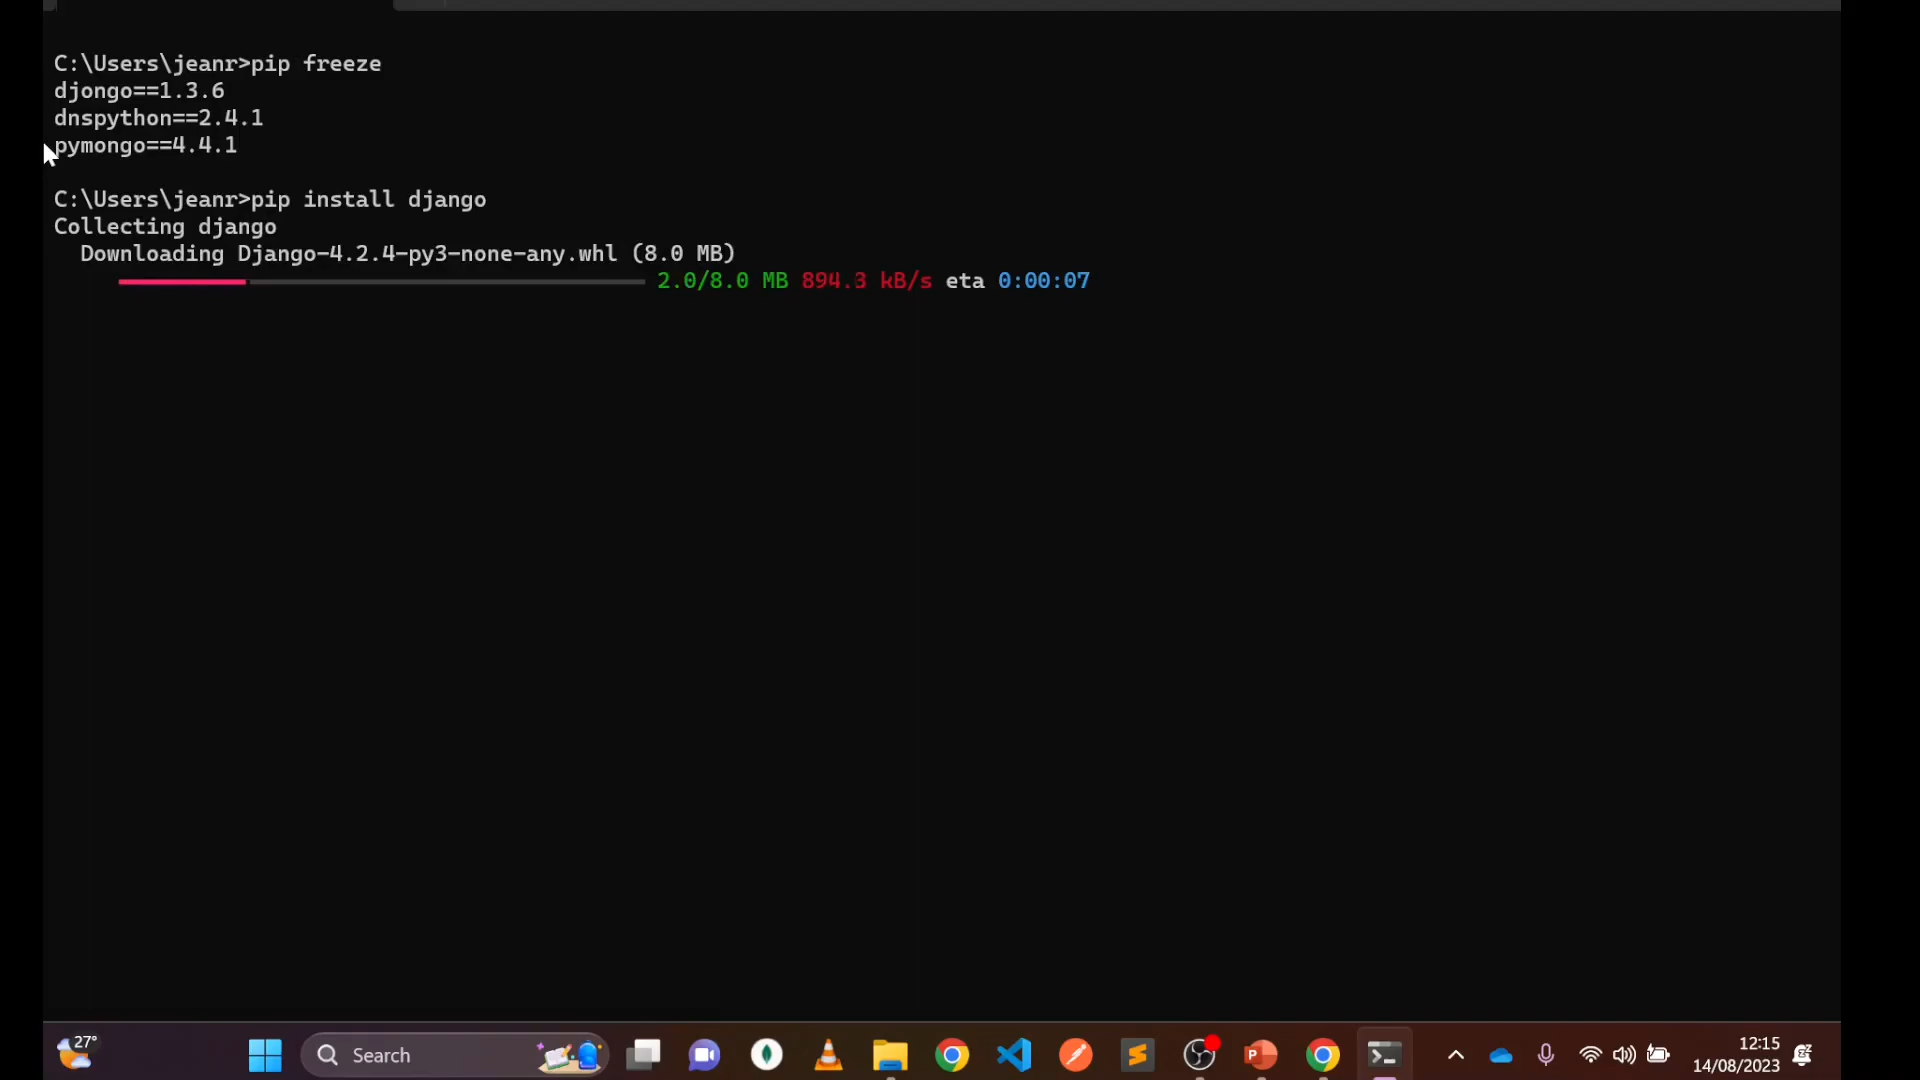 C:\Users\jeanr>pip freeze
djongo==1.3.6
dnspython==2.4.1
pymongo==4.4.1
C:\Users\jeanr>pip install django
Collecting django
Downloading Django-4.2.4-py3-none-any.whl (8.0 MB)
2.0/8.0 MB 894.3 kB/s eta 0:00:07
27°
Search
P
12:15
14/08/2023